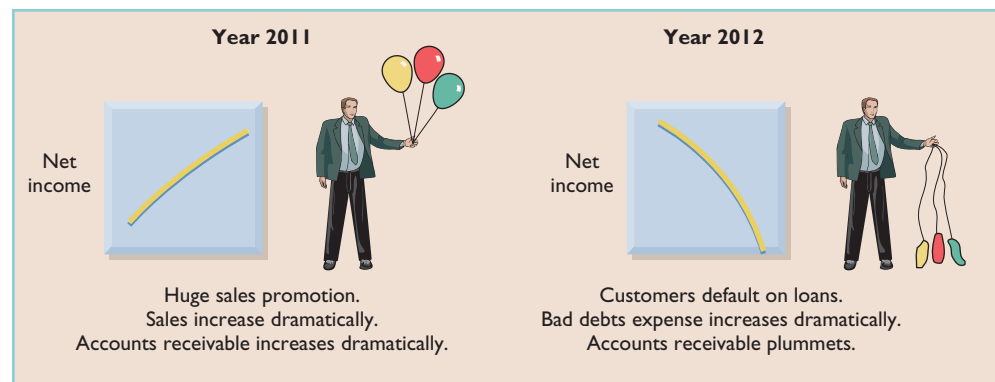 Year 2011
Net
income
Huge sales promotion.
Sales increase dramatically.
Accounts receivable increases dramatically.
Year 2012
Net
income
Customers default on loans.
Bad debts expense increases dramatically.
Accounts receivable plummets.